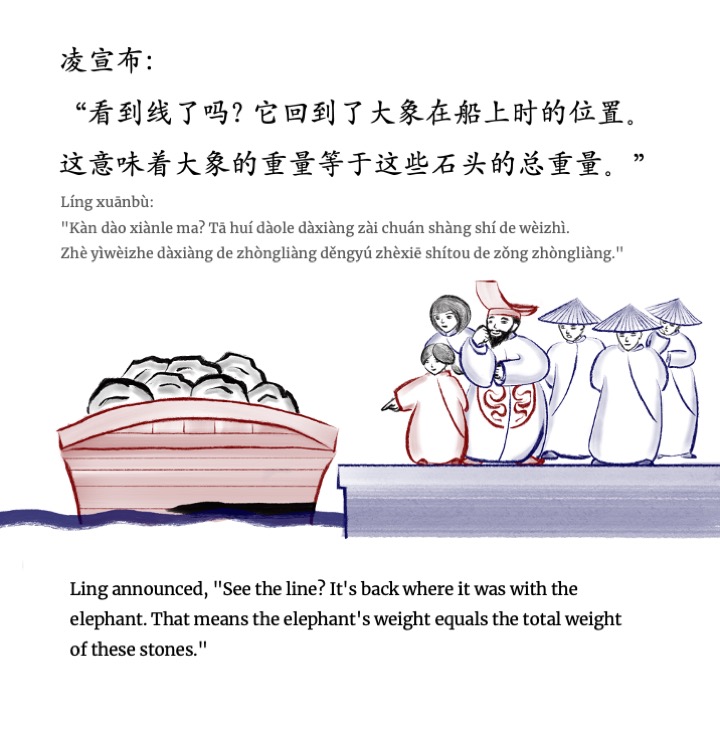 凌宣布：
“看到线了吗？它回到了大象在船上时的位置。
这意味着大象的重量等于这些石头的总重量。”
Líng xuānbù:
"Kàn dào xiànle ma? Tā huí dàole dàxiàng zài chuán shàng shí de wèizhì.
Zhè yìwèizhe dàxiàng de zhòngliàng děngyú zhèxiē shítou de zǒng zhòngliàng."
Ling announced, "See the line? It's back where it was with the
elephant. That means the elephant's weight equals the total weight
of these stones."